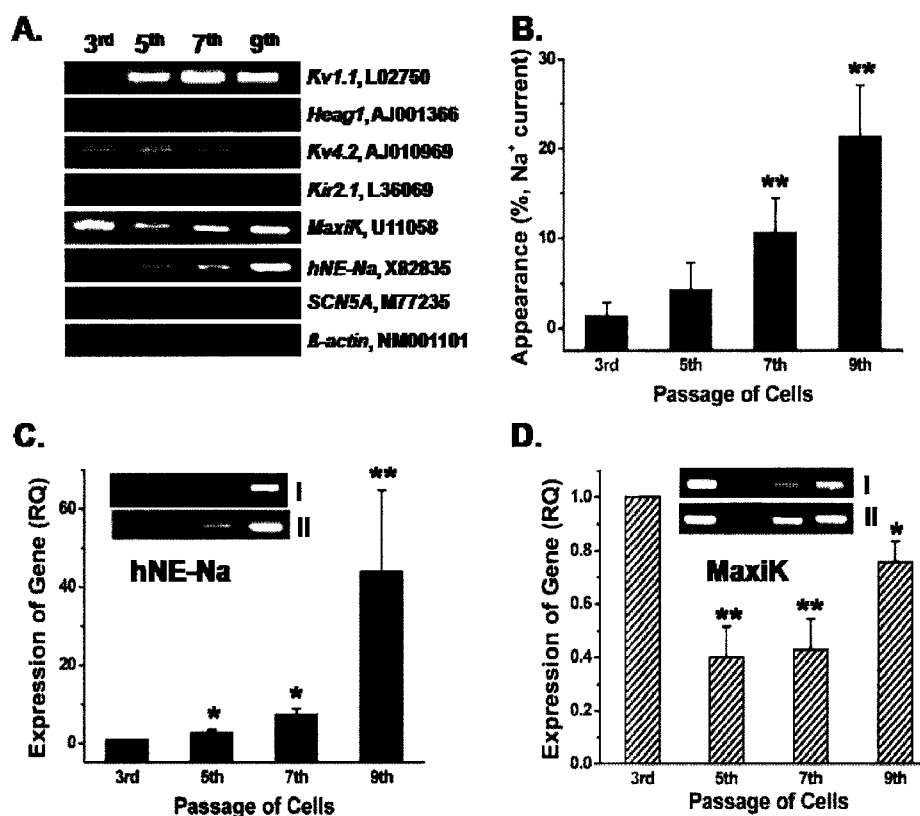 A.
3rd 5th 7th 9th
Kv1.1, L02750
Heag1, AJ001366
Kv4.2, AJ010969
Kir2.1, L36069
MaxiK, U11058
hNE-Na, X82835
SCN5A, M77235
ß-actin, NM001101
B.
Appearance (%, Na+ current)
20
10
0
** **
3rd 5th 7th 9th
Passage of Cells
C.
Expression of Gene (RQ)
60
40
20
0
I
II
hNE-Na
* * **
3rd 5th 7th 9th
Passage of Cells
D.
Expression of Gene (RQ)
1.0
0.8
0.6
0.4
0.2
0.0
I
II
MaxiK
** ** *
3rd 5th 7th 9th
Passage of Cells